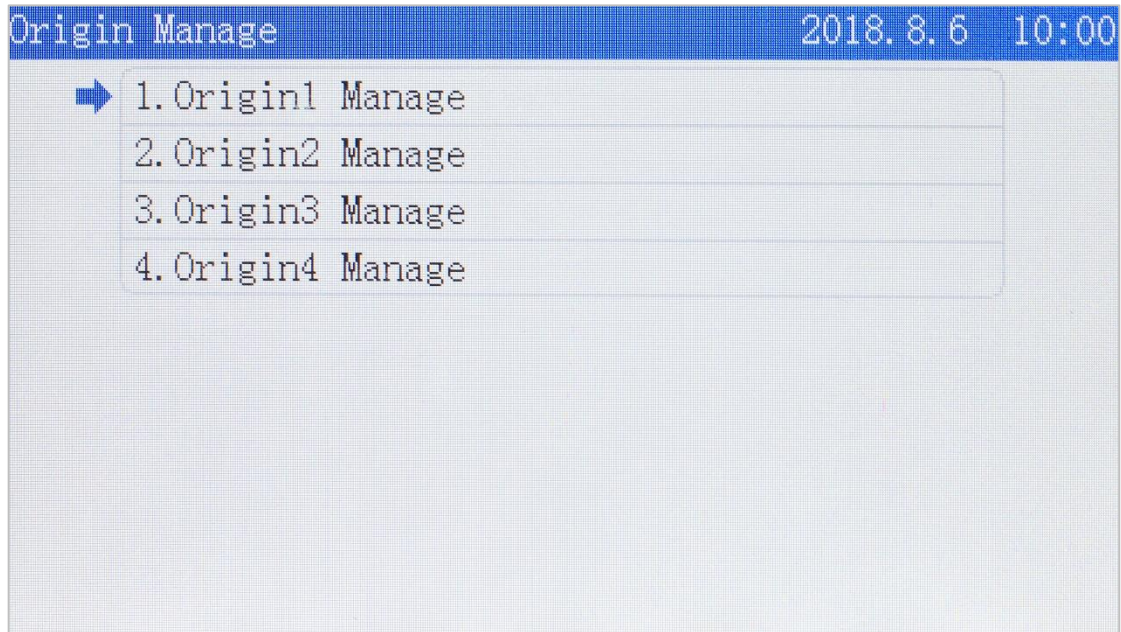 Origin Manage 2018.8.6 10:00
1.Origin1 Manage
2.Origin2 Manage
3.Origin3 Manage
4.Origin4 Manage